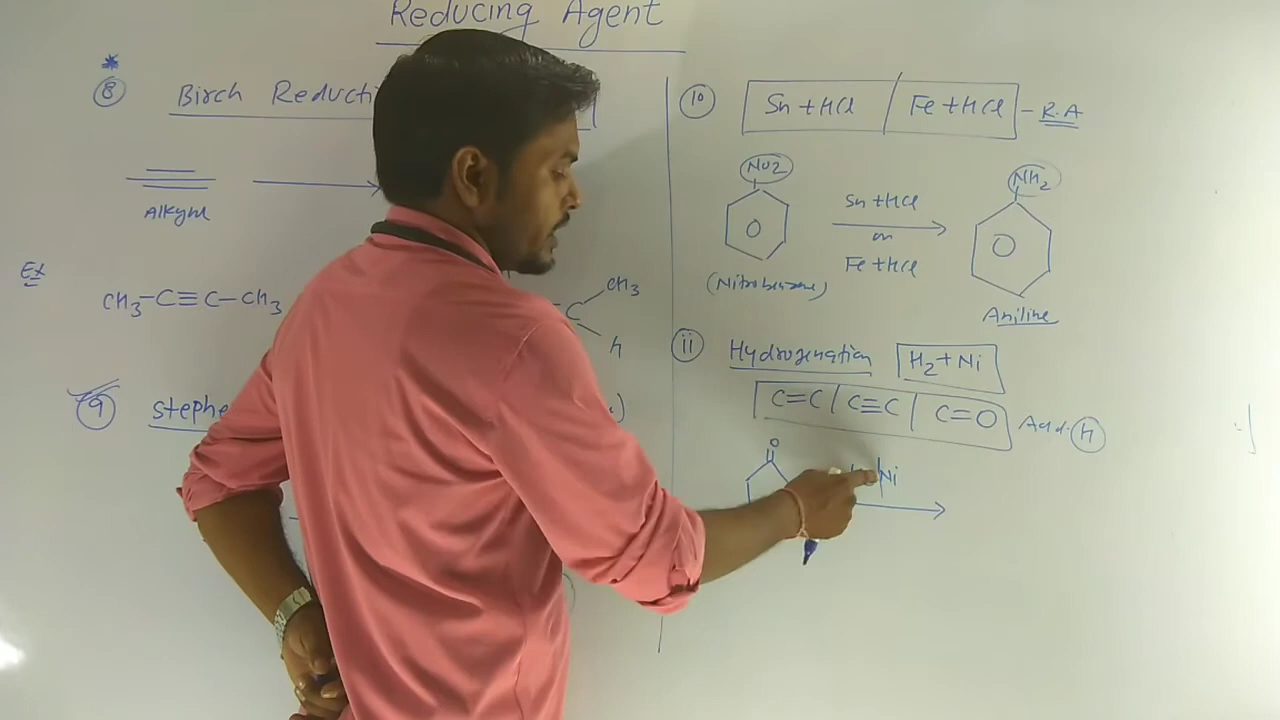 Reducing Agent
8 Birch Reducti
Alkyne
Ex
CH3-C≡C-CH3
C CH3
H
9 stephe
10 Sn+HCl / Fe+HCl - R.A
NO2
Sn+HCl
or
Fe+HCl
NH2
(Nitrobenzene)
Aniline
11 Hydrogenation H2+Ni
C=C / C≡C / C=O Add. H
O
Ni